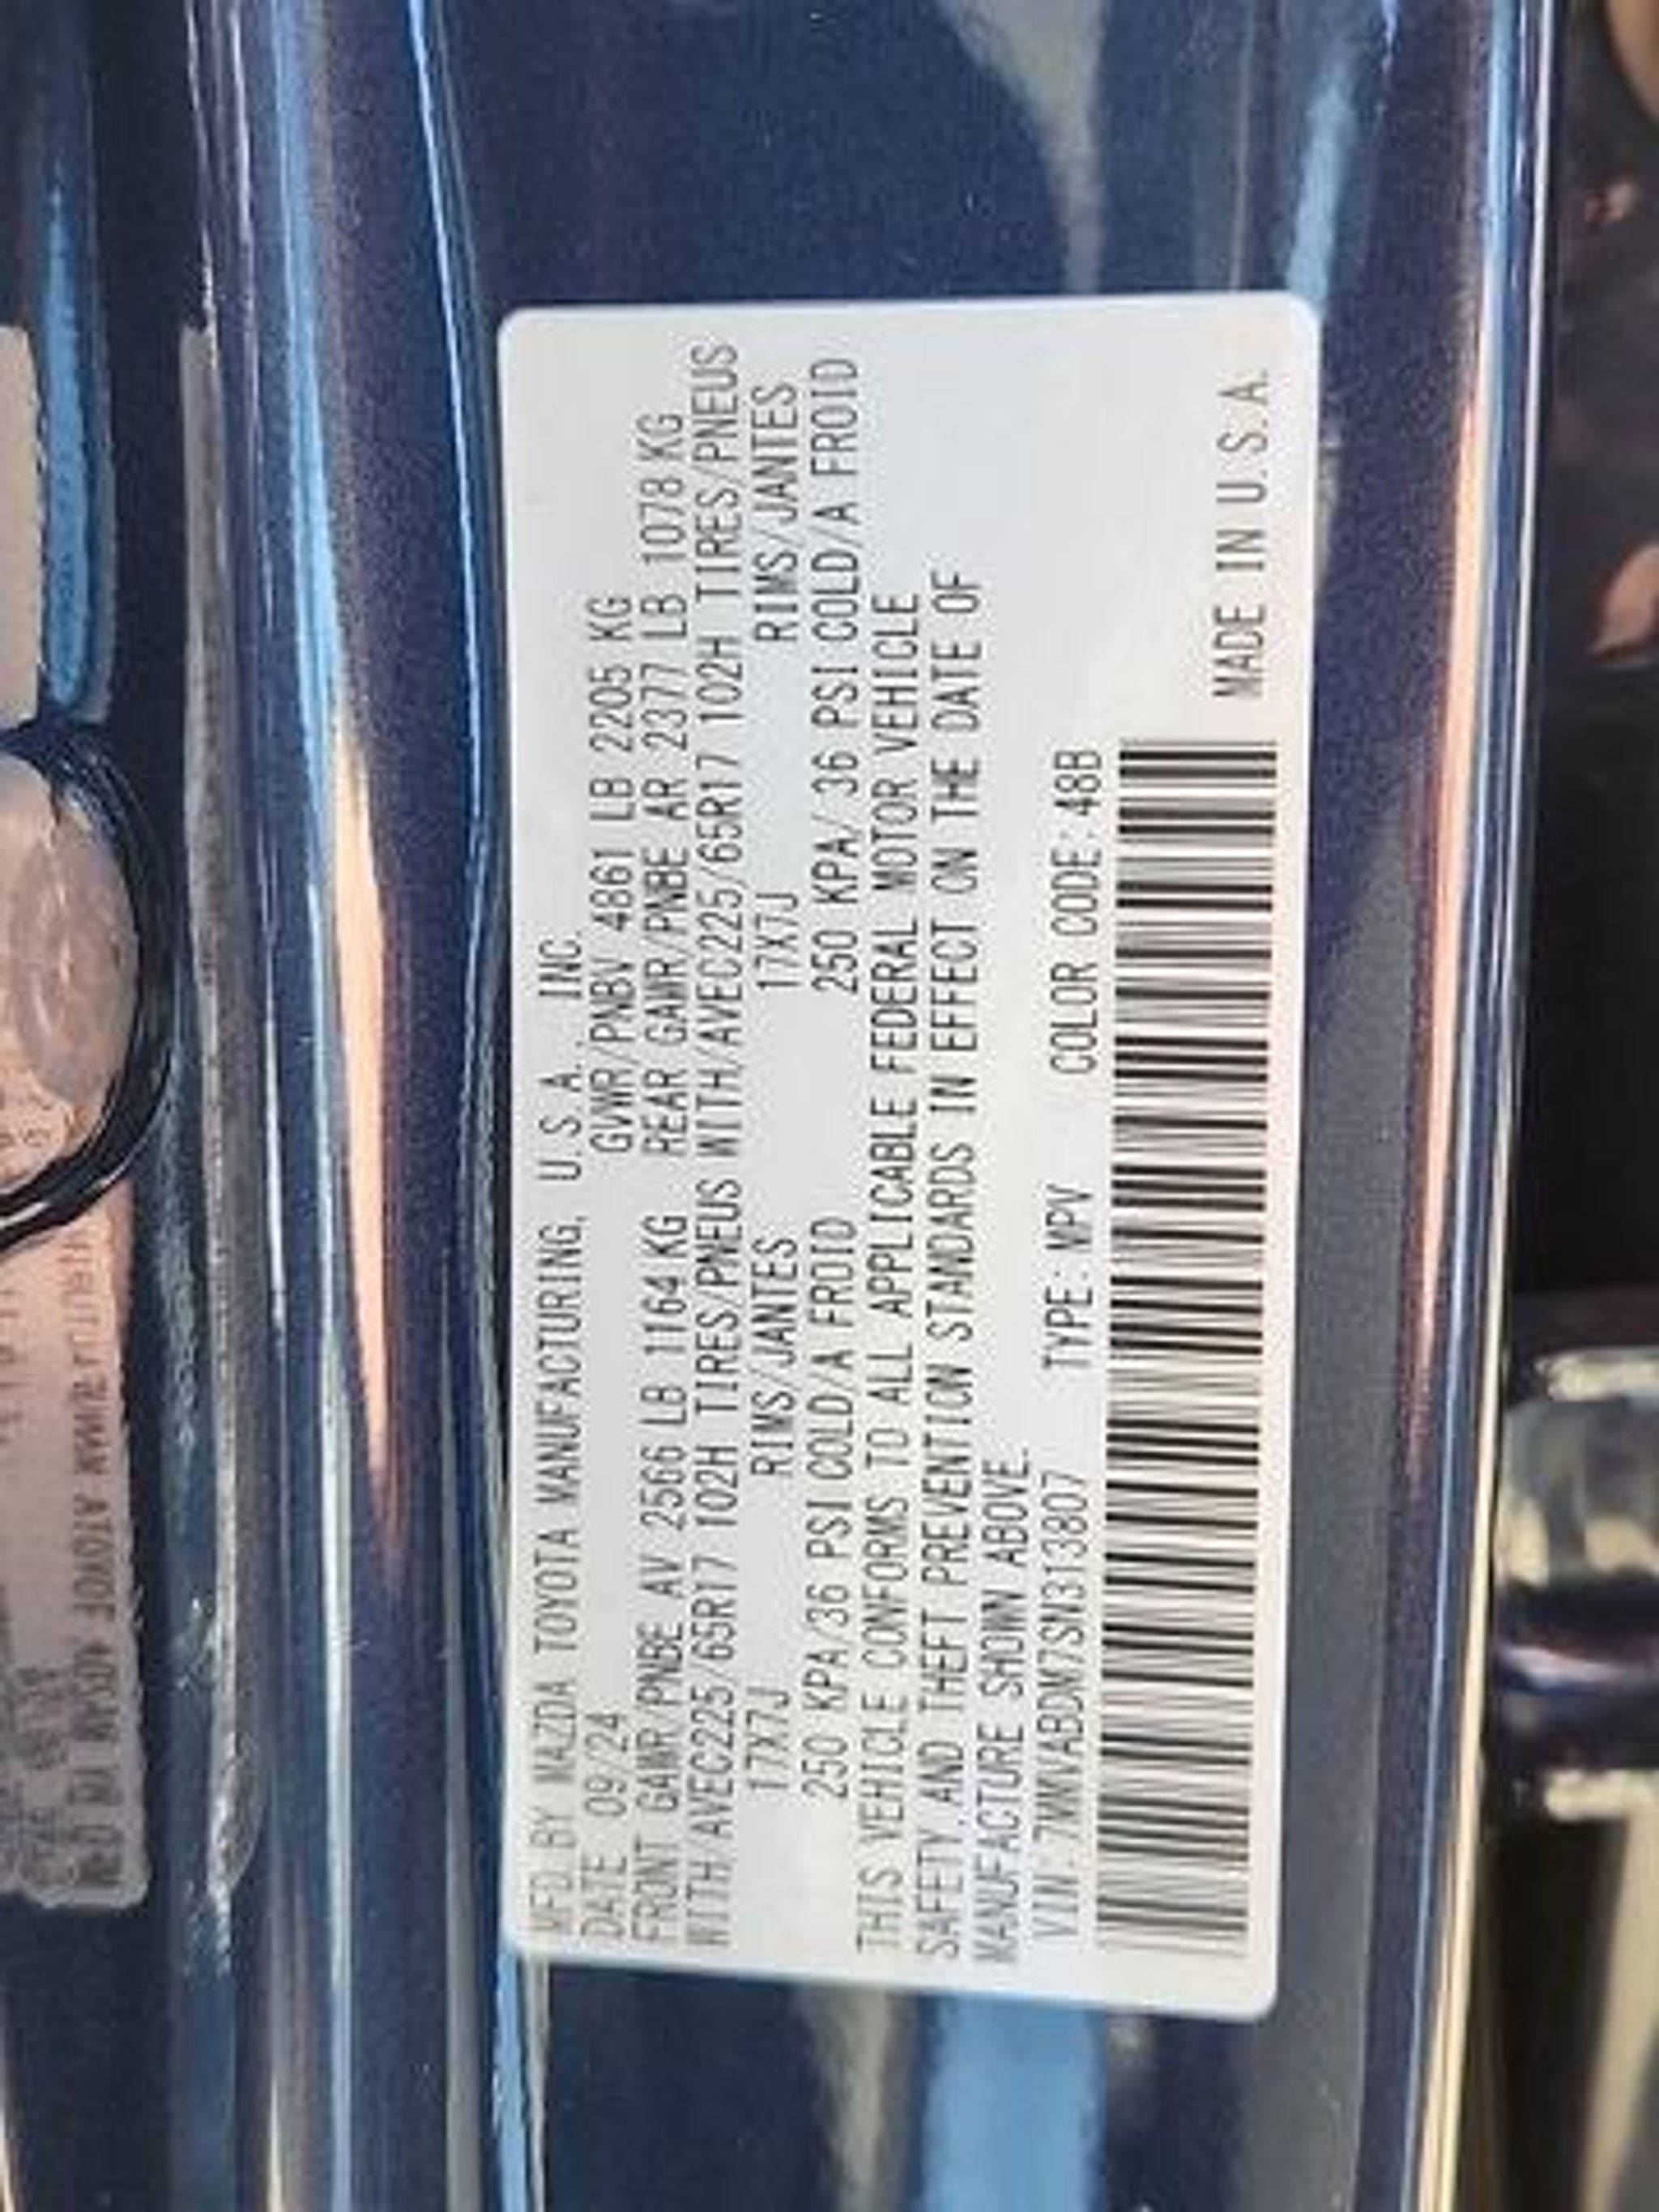 MFD.BY MAZDA TOYOTA MANUFACTURING, U.S.A., INC.
DATE 09/24 GVWR/PNBV 4861 LB 2205 KG
FRONT GAWR/PNBE AV 2566 LB 1164 KG REAR GAWR/PNBE AR 2377 LB 1078 KG
WITH/AVEC225/65R17 102H TIRES/PNEUS WITH/AVEC225/65R17 102H TIRES/PNEUS
17X7J RIMS/JANTES 17X7J RIMS/JANTES
250 KPA/36 PSI COLD/A FROID 250 KPA/ 36 PSI COLD/A FROID
THIS VEHICLE CONFORMS TO ALL APPLICABLE FEDERAL MOTOR VEHICLE
SAFETY,AND THEFT PREVENTION STANDARDS IN EFFECT ON THE DATE OF
MANUFACTURE SHOWN ABOVE.
VIN: 7MMVABDM7SN313807 TYPE: MPV COLOR CODE: 48B
MADE IN U.S.A.